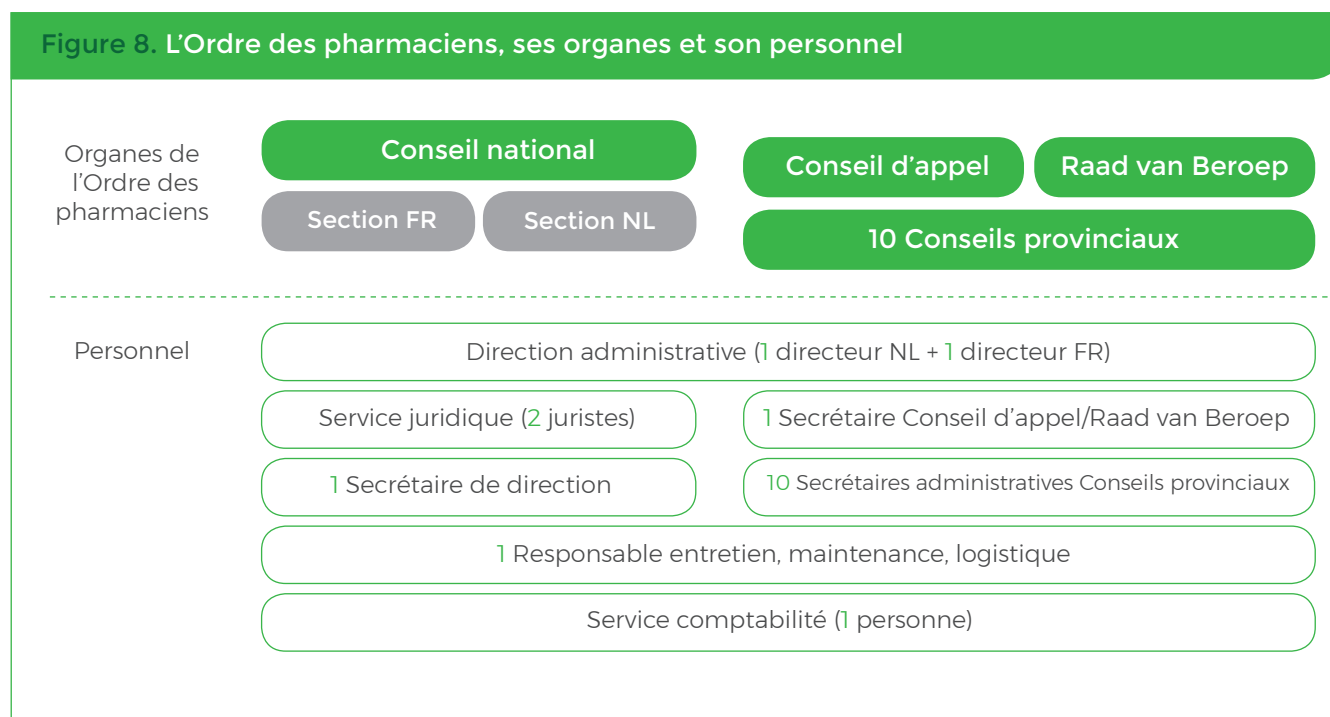 Figure 8. L'Ordre des pharmaciens, ses organes et son personnel
Organes de
l'Ordre des
pharmaciens
Conseil national
Section FR
Section NL
Conseil d'appel
Raad van Beroep
10 Conseils provinciaux
Personnel
Direction administrative (1 directeur NL + 1 directeur FR)
Service juridique (2 juristes)
1 Secrétaire Conseil d'appel/Raad van Beroep
1 Secrétaire de direction
10 Secrétaires administratives Conseils provinciaux
1 Responsable entretien, maintenance, logistique
Service comptabilité (1 personne)